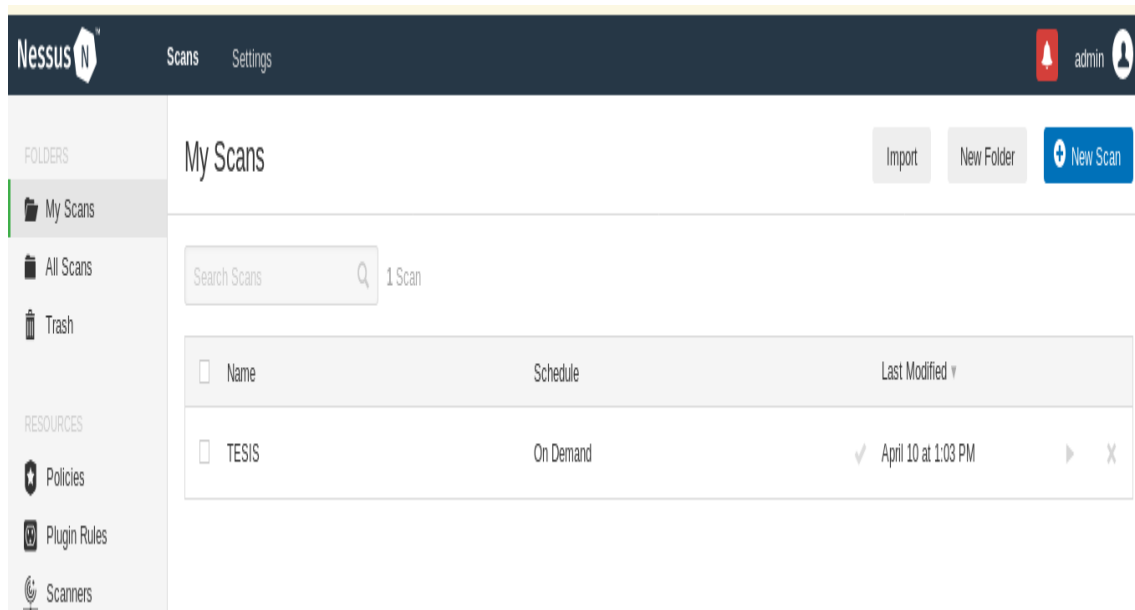 Nessus N ™
Scans Settings
admin
FOLDERS
My Scans
All Scans
Trash
RESOURCES
Policies
Plugin Rules
Scanners
My Scans
Import New Folder New Scan
Search Scans 1 Scan
Name Schedule Last Modified
TESIS On Demand April 10 at 1:03 PM